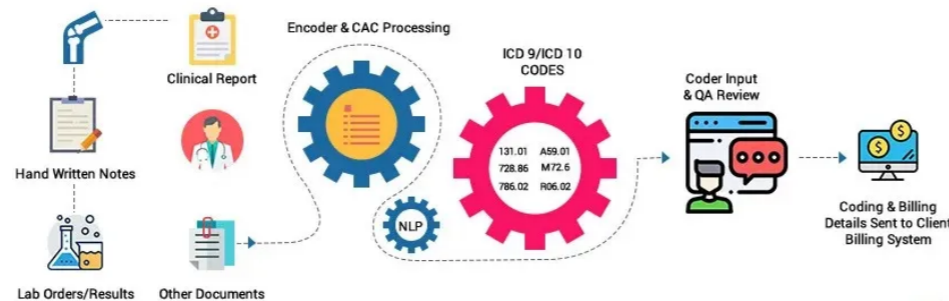 Encoder & CAC Processing
Clinical Report
ICD 9/ICD 10
CODES
Coder Input
& QA Review
131.01 A59.01
728.86 M72.6
786.02 R06.02
Hand Written Notes
NLP
Coding & Billing
Details Sent to Client
Billing System
Lab Orders/Results
Other Documents